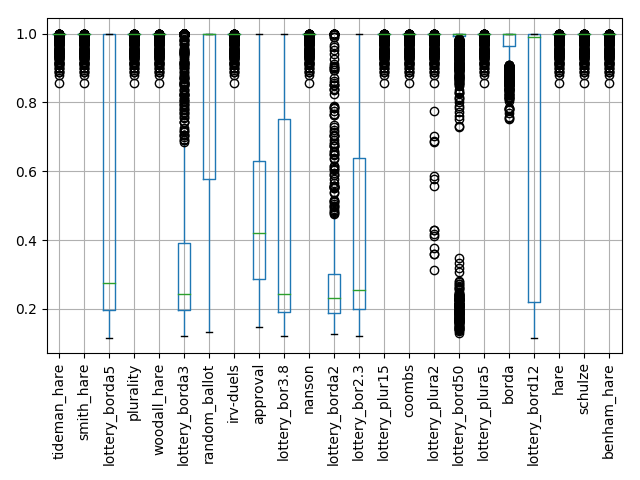 1.0
0.8
0.6
0.4
0.2
tideman_hare
smith_hare
lottery_borda5
plurality
woodall_hare
lottery_borda3
random_ballot
irv-duels
approval
lottery_bor3.8
nanson
lottery_borda2
lottery_bor2.3
lottery_plur15
coombs
lottery_plura2
lottery_bord50
lottery_plura5
borda
lottery_bord12
hare
schulze
benham_hare